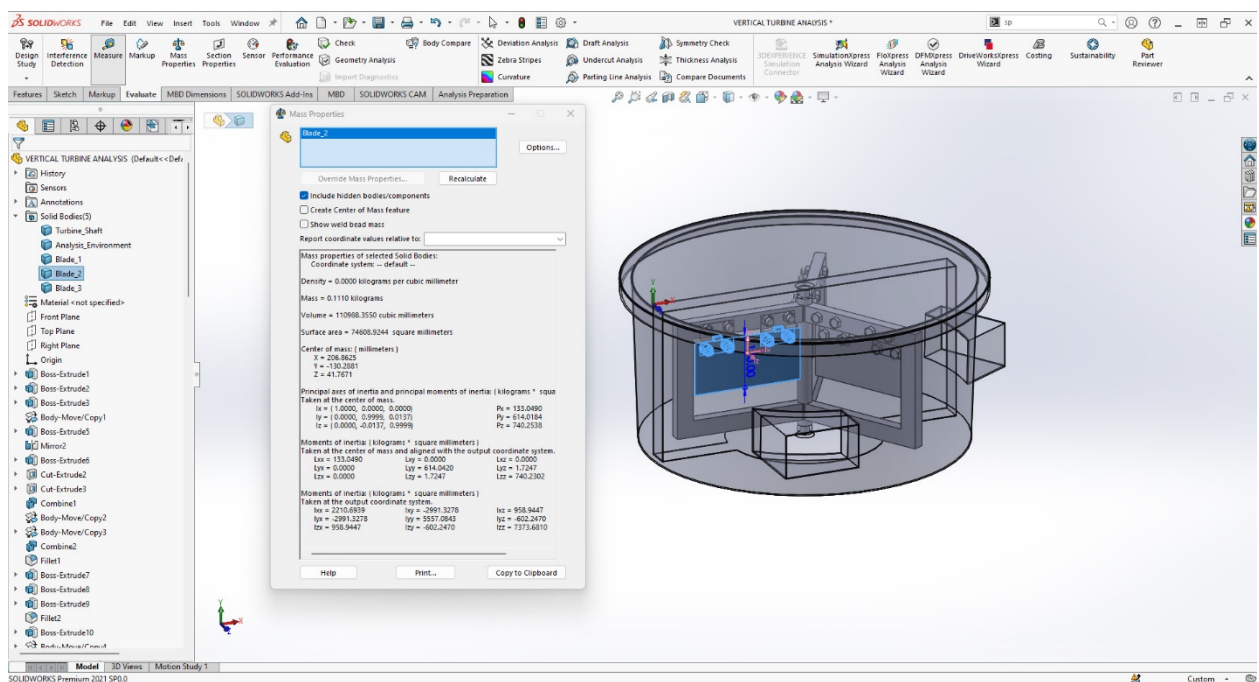 SOLIDWORKS File Edit View Insert Tools Window
VERTICAL TURBINE ANALYSIS *
sp
Design Study
Interference Detection
Measure
Markup
Mass Properties
Section Properties
Sensor
Performance Evaluation
Check
Geometry Analysis
Import Diagnostics
Body Compare
Deviation Analysis
Zebra Stripes
Curvature
Draft Analysis
Undercut Analysis
Parting Line Analysis
Symmetry Check
Thickness Analysis
Compare Documents
3DEXPERIENCE Simulation Connector
SimulationXpress Analysis Wizard
FloXpress Analysis Wizard
DFMXpress Analysis Wizard
DriveWorksXpress Wizard
Costing
Sustainability
Part Reviewer
Features Sketch Markup Evaluate MBD Dimensions SOLIDWORKS Add-Ins MBD SOLIDWORKS CAM Analysis Preparation
VERTICAL TURBINE ANALYSIS (Default<<Defa
History
Sensors
Annotations
Solid Bodies(5)
Turbine_Shaft
Analysis_Environment
Blade_1
Blade_2
Blade_3
Material <not specified>
Front Plane
Top Plane
Right Plane
Origin
Boss-Extrude1
Boss-Extrude2
Boss-Extrude3
Body-Move/Copy1
Boss-Extrude5
Mirror2
Boss-Extrude6
Cut-Extrude2
Cut-Extrude3
Combine1
Body-Move/Copy2
Body-Move/Copy3
Combine2
Fillet1
Boss-Extrude7
Boss-Extrude8
Boss-Extrude9
Fillet2
Boss-Extrude10
Mass Properties
Blade_2
Options...
Override Mass Properties...
Recalculate
Include hidden bodies/components
Create Center of Mass feature
Show weld bead mass
Report coordinate values relative to:
Mass properties of selected Solid Bodies:
Coordinate system: -- default --
Density = 0.0000 kilograms per cubic millimeter
Mass = 0.1110 kilograms
Volume = 110988.3550 cubic millimeters
Surface area = 74608.9244 square millimeters
Center of mass: ( millimeters )
X = 206.8625
Y = -130.2881
Z = 41.7671
Principal axes of inertia and principal moments of inertia: ( kilograms * squa
Taken at the center of mass.
Ix = ( 1.0000, 0.0000, 0.0000) Px = 133.0490
Iy = ( 0.0000, 0.9999, 0.0137) Py = 614.0184
Iz = ( 0.0000, -0.0137, 0.9999) Pz = 740.2538
Moments of inertia: ( kilograms * square millimeters )
Taken at the center of mass and aligned with the output coordinate system.
Lxx = 133.0490 Lxy = 0.0000 Lxz = 0.0000
Lyx = 0.0000 Lyy = 614.0420 Lyz = 1.7247
Lzx = 0.0000 Lzy = 1.7247 Lzz = 740.2302
Moments of inertia: ( kilograms * square millimeters )
Taken at the output coordinate system.
Ixx = 2210.6939 Ixy = -2991.3278 Ixz = 958.9447
Iyx = -2991.3278 Iyy = 5557.0843 Iyz = -602.2470
Izx = 958.9447 Izy = -602.2470 Izz = 7373.6810
Help
Print...
Copy to Clipboard
Y
X
Y
X
Z
Model 3D Views Motion Study 1
SOLIDWORKS Premium 2021 SP0.0
Custom